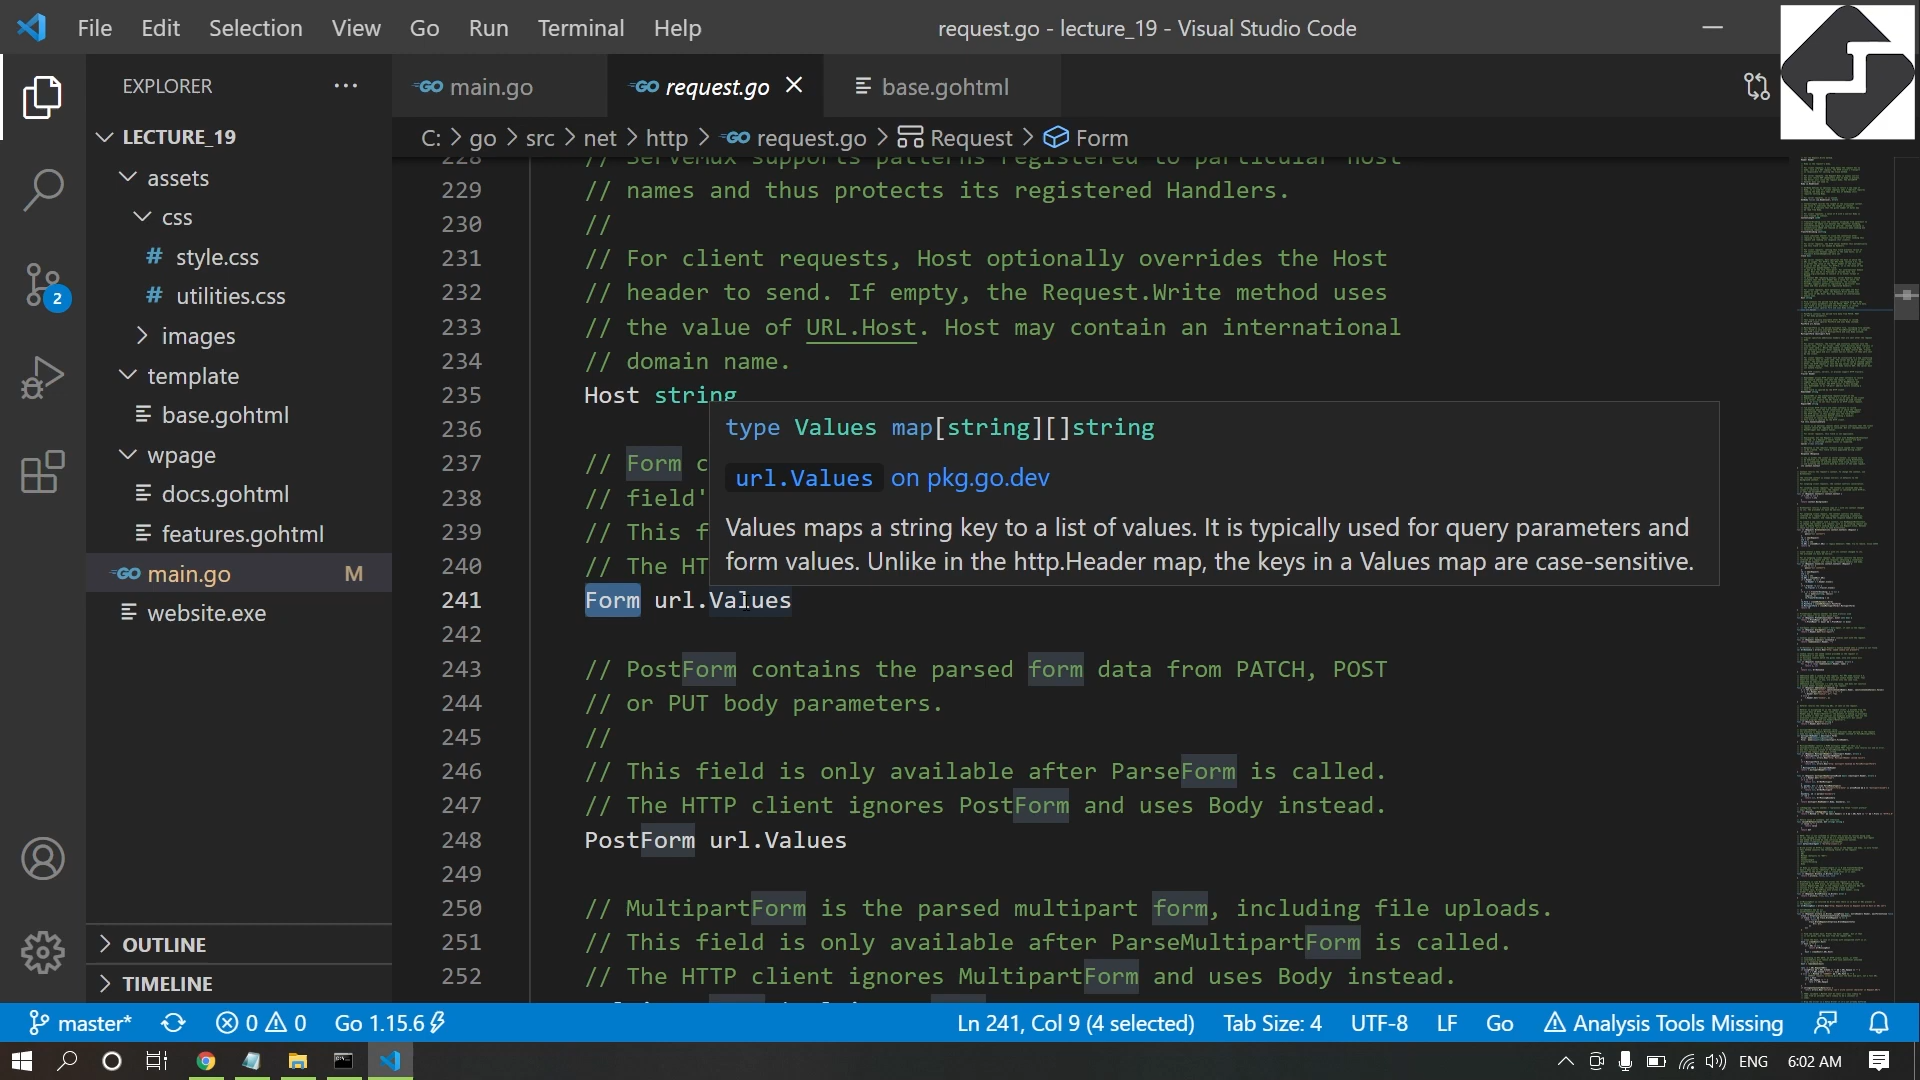 File Edit Selection View Go Run Terminal Help
request.go - lecture_19 - Visual Studio Code
EXPLORER
LECTURE_19
assets
css
# style.css
# utilities.css
images
template
base.gohtml
wpage
docs.gohtml
features.gohtml
GO main.go M
website.exe
OUTLINE
TIMELINE
2
GO main.go
GO request.go
base.gohtml
C: > go > src > net > http > GO request.go > Request > Form
228 // ServeMux supports patterns registered to particular host
229 // names and thus protects its registered Handlers.
230 //
231 // For client requests, Host optionally overrides the Host
232 // header to send. If empty, the Request.Write method uses
233 // the value of URL.Host. Host may contain an international
234 // domain name.
235 Host string
236
237 // Form c
238 // field'
239 // This f
240 // The HT
type Values map[string][]string
url.Values on pkg.go.dev
Values maps a string key to a list of values. It is typically used for query parameters and
form values. Unlike in the http.Header map, the keys in a Values map are case-sensitive.
241 Form url.Values
242
243 // PostForm contains the parsed form data from PATCH, POST
244 // or PUT body parameters.
245 //
246 // This field is only available after ParseForm is called.
247 // The HTTP client ignores PostForm and uses Body instead.
248 PostForm url.Values
249
250 // MultipartForm is the parsed multipart form, including file uploads.
251 // This field is only available after ParseMultipartForm is called.
252 // The HTTP client ignores MultipartForm and uses Body instead.
master* 0 0 Go 1.15.6 Ln 241, Col 9 (4 selected) Tab Size: 4 UTF-8 LF Go Analysis Tools Missing
ENG 6:02 AM